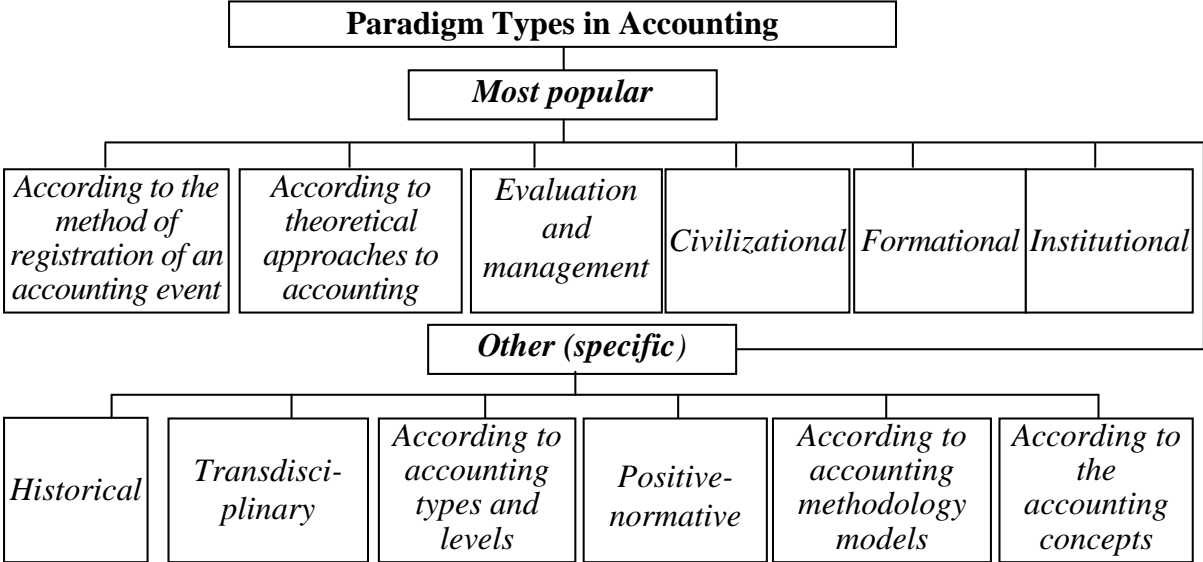 Paradigm Types in Accounting
Most popular
According to the
method of
registration of an
accounting event
According to
theoretical
approaches to
accounting
Evaluation
and
management
Civilizational
Formational
Institutional
Other (specific)
Historical
Transdisci-
plinary
According to
accounting
types and
levels
Positive-
normative
According to
accounting
methodology
models
According to
the
accounting
concepts